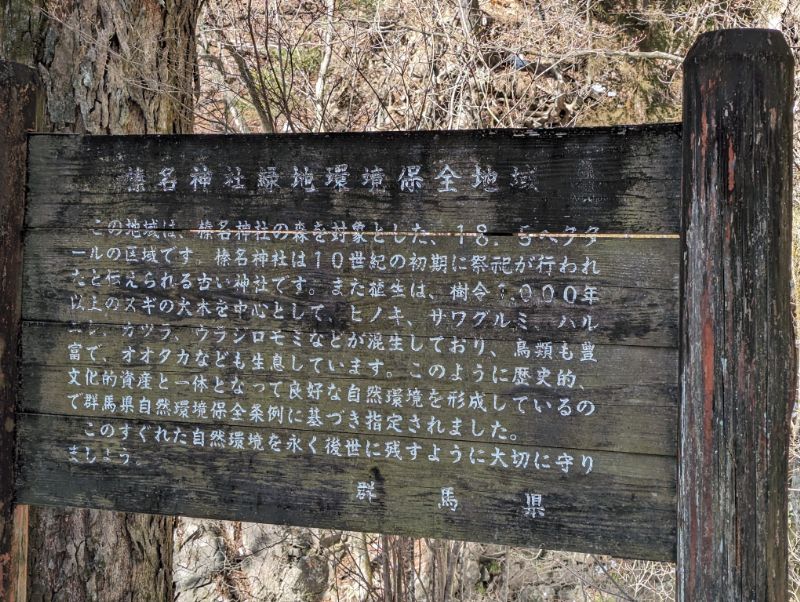 榛名神社緑地環境保全地域
この地域は、榛名神社の森を対象とした、18.5ヘクタ
ールの区域です。榛名神社は10世紀の初期に祭祀が行われ
たと伝えられる古い神社です。また植生は、樹令1,000年
以上のスギの大木を中心として、ヒノキ、サワグルミ、ハル
ニレ、カツラ、ウラジロモミなどが混生しており、鳥類も豊
富で、オオタカなども生息しています。このように歴史的、
文化的資産と一体となって良好な自然環境を形成しているの
で群馬県自然環境保全条例に基づき指定されました。
このすぐれた自然環境を永く後世に残すように大切に守り
ましょう。
群馬県